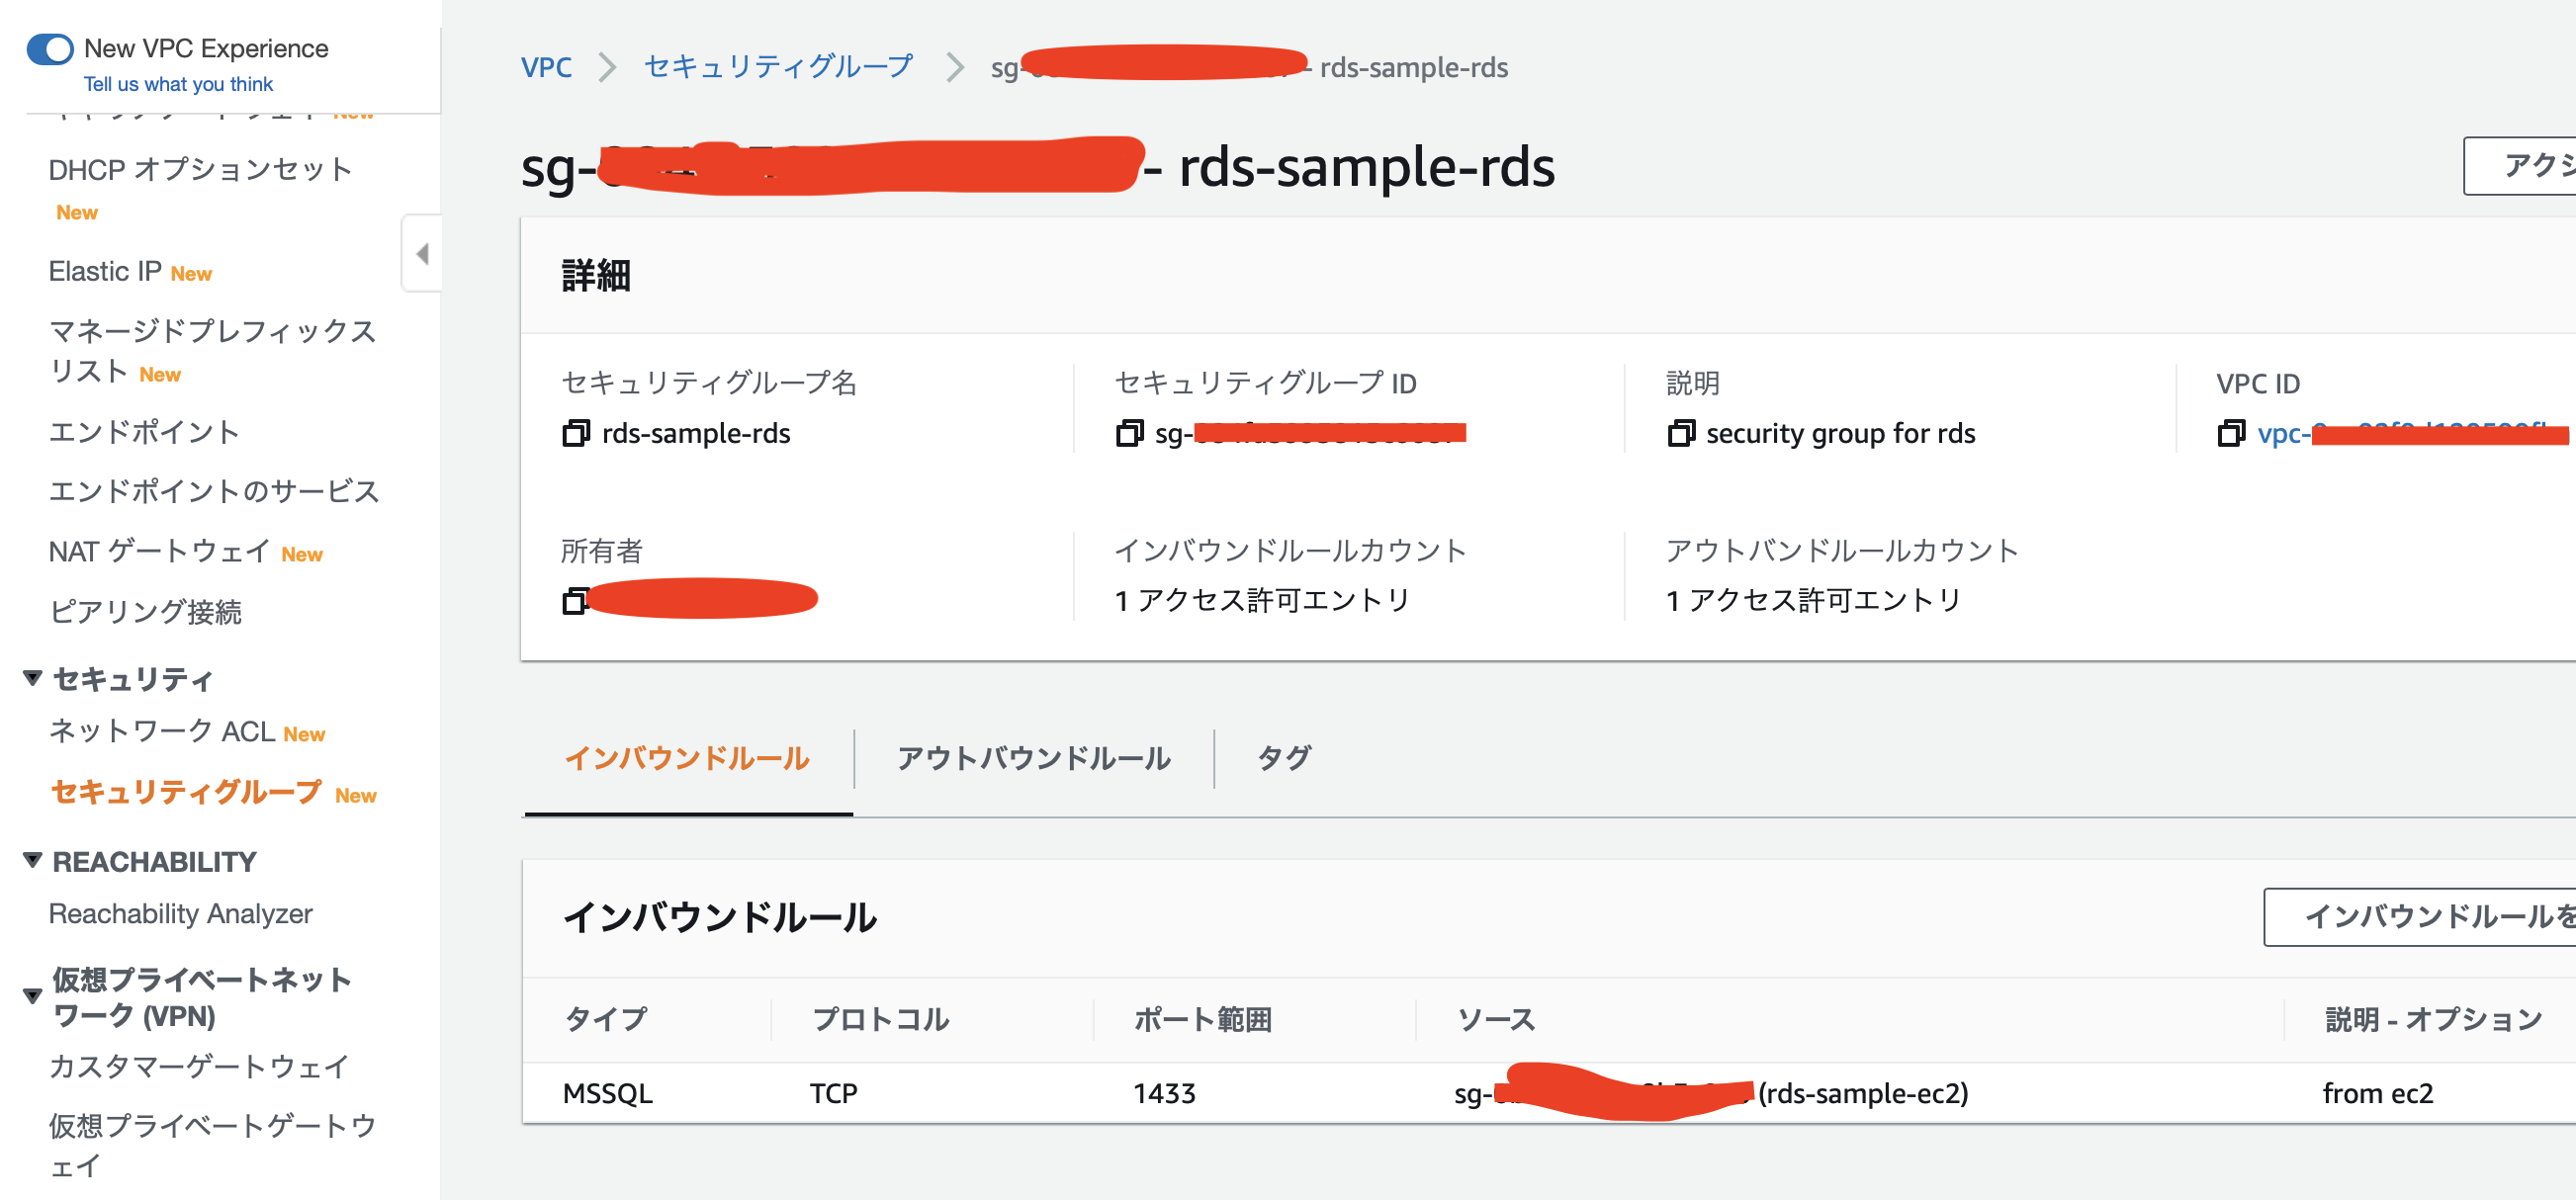 New VPC Experience
Tell us what you think
New
DHCP オプションセット
New
Elastic IP New
マネージドプレフィックス
リスト New
エンドポイント
エンドポイントのサービス
NAT ゲートウェイ New
ピアリング接続
セキュリティ
ネットワーク ACL New
セキュリティグループ New
REACHABILITY
Reachability Analyzer
仮想プライベートネット
ワーク (VPN)
カスタマーゲートウェイ
仮想プライベートゲートウ
ェイ
VPC セキュリティグループ sg- - rds-sample-rds
sg- - rds-sample-rds
アクシ
詳細
セキュリティグループ名
rds-sample-rds
セキュリティグループ ID
sg-
説明
security group for rds
VPC ID
vpc-
所有者
インバウンドルールカウント
1 アクセス許可エントリ
アウトバンドルールカウント
1 アクセス許可エントリ
インバウンドルール アウトバウンドルール タグ
インバウンドルール
インバウンドルールを
タイプ プロトコル ポート範囲 ソース 説明 - オプション
MSSQL TCP 1433 sg- (rds-sample-ec2) from ec2